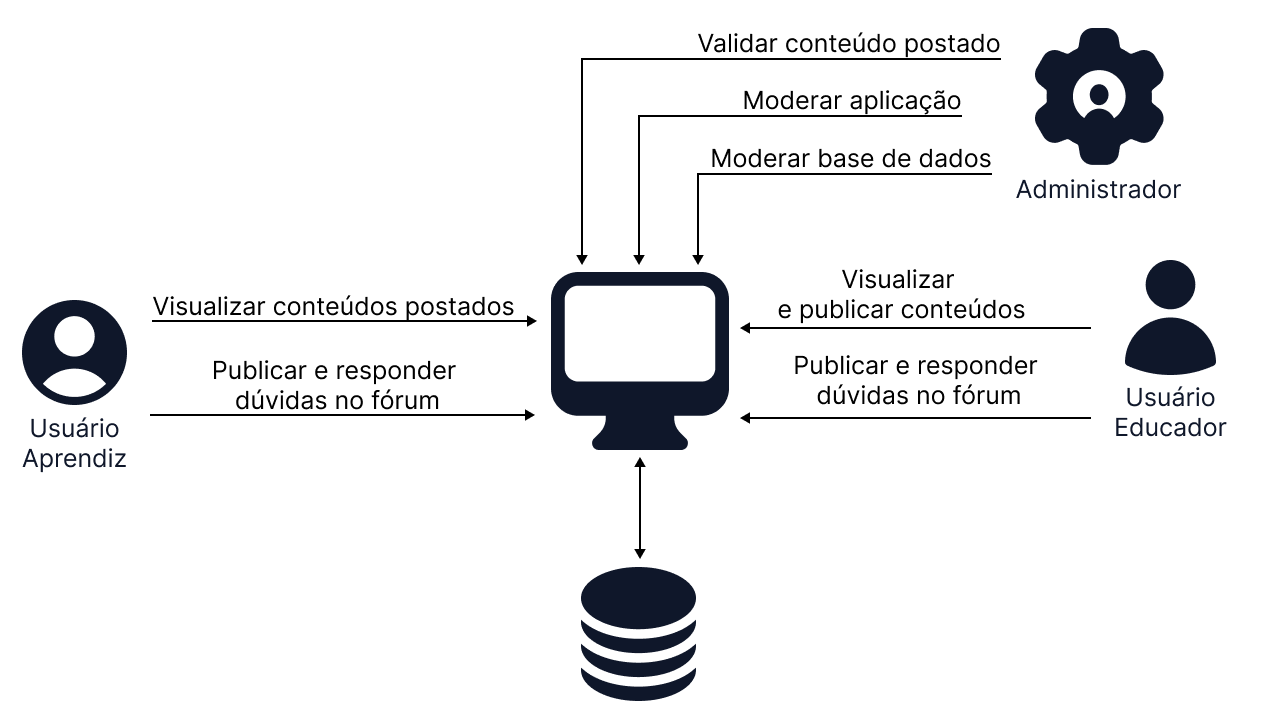 Validar conteúdo postado
Moderar aplicação
Moderar base de dados
Administrador
Visualizar conteúdos postados
Publicar e responder
dúvidas no fórum
Usuário
Aprendiz
Visualizar
e publicar conteúdos
Publicar e responder
dúvidas no fórum
Usuário
Educador